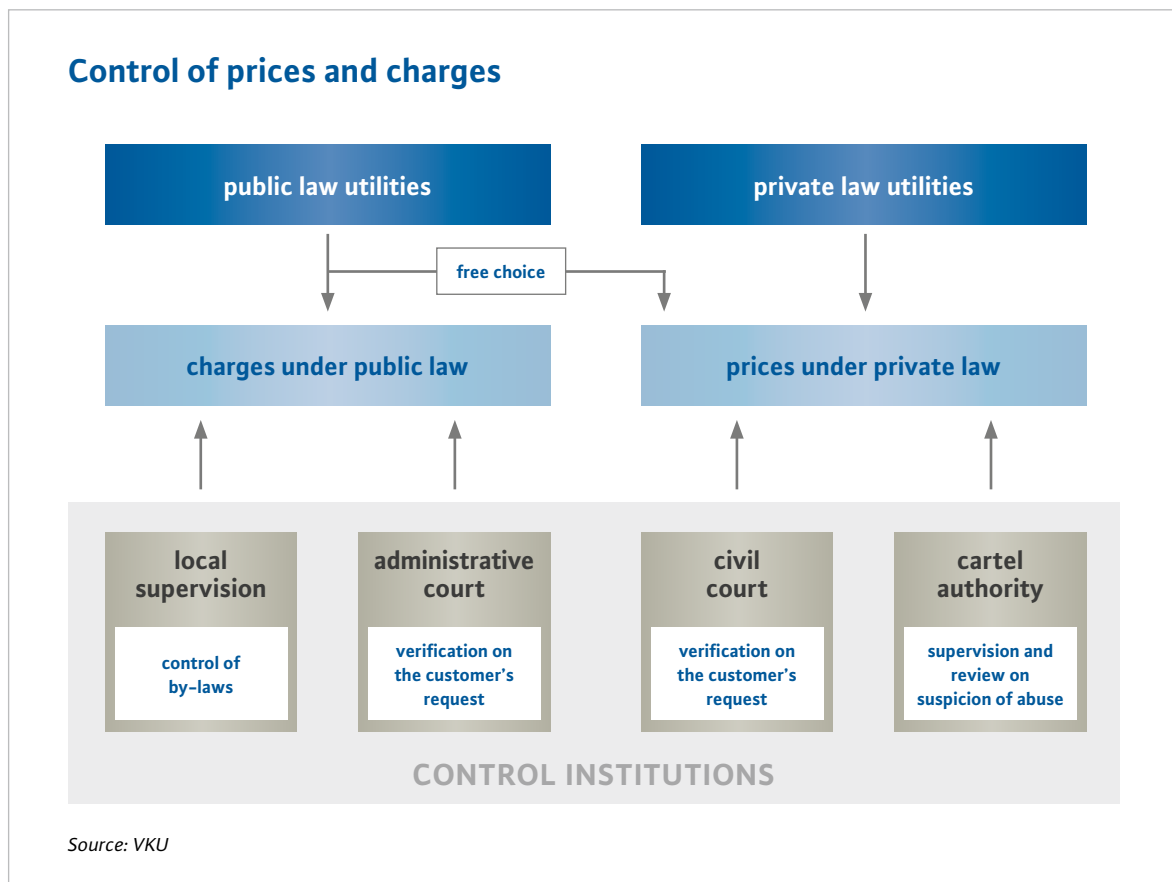 Control of prices and charges
public law utilities
private law utilities
free choice
charges under public law
prices under private law
local
supervision
control of
by-laws
administrative
court
verification on
the customer's
request
civil
court
verification on
the customer's
request
cartel
authority
supervision and
review on
suspicion of abuse
CONTROL INSTITUTIONS
Source: VKU